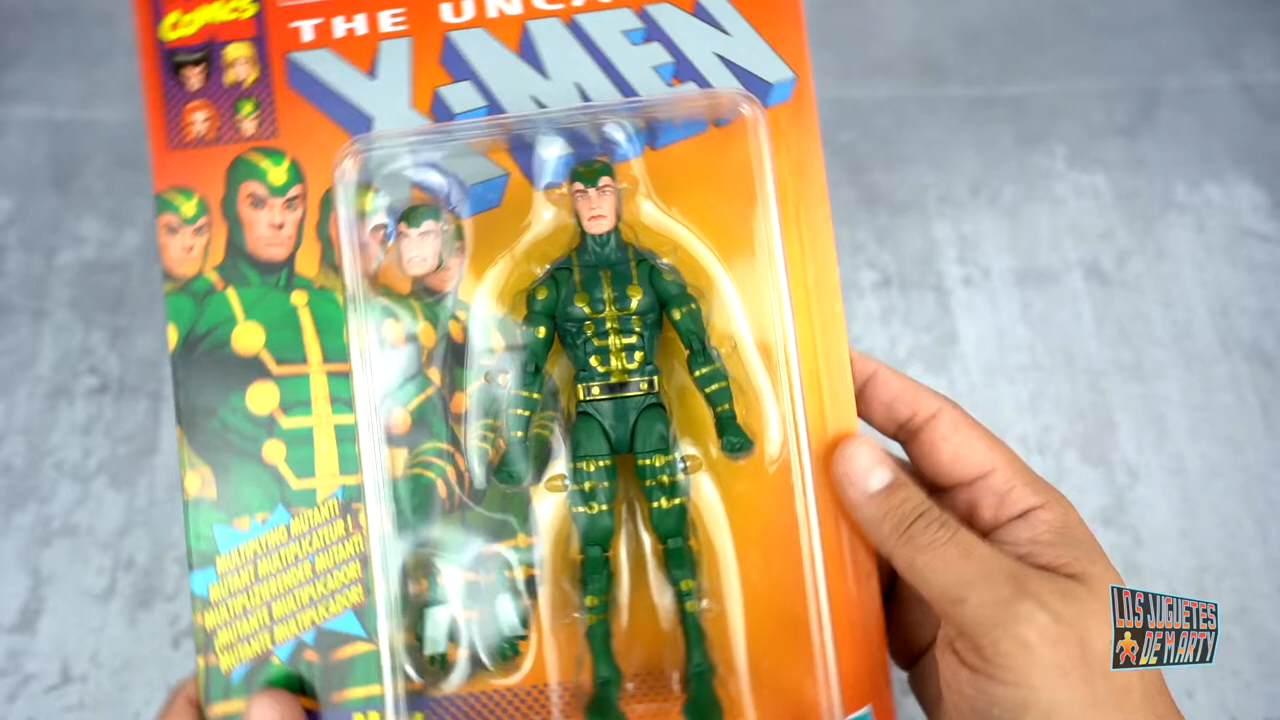 COMICS
THE UNCA
X-MEN
MULTIPLYING MUTANT!
MUTANT MULTIPLICATEUR !
MULTIPLIZIERENDER MUTANT!
MUTANTE MULTIPLICADOR!
MUTANTE MULTIPLICADOR!
LOS JUGUETES
DE MARTY